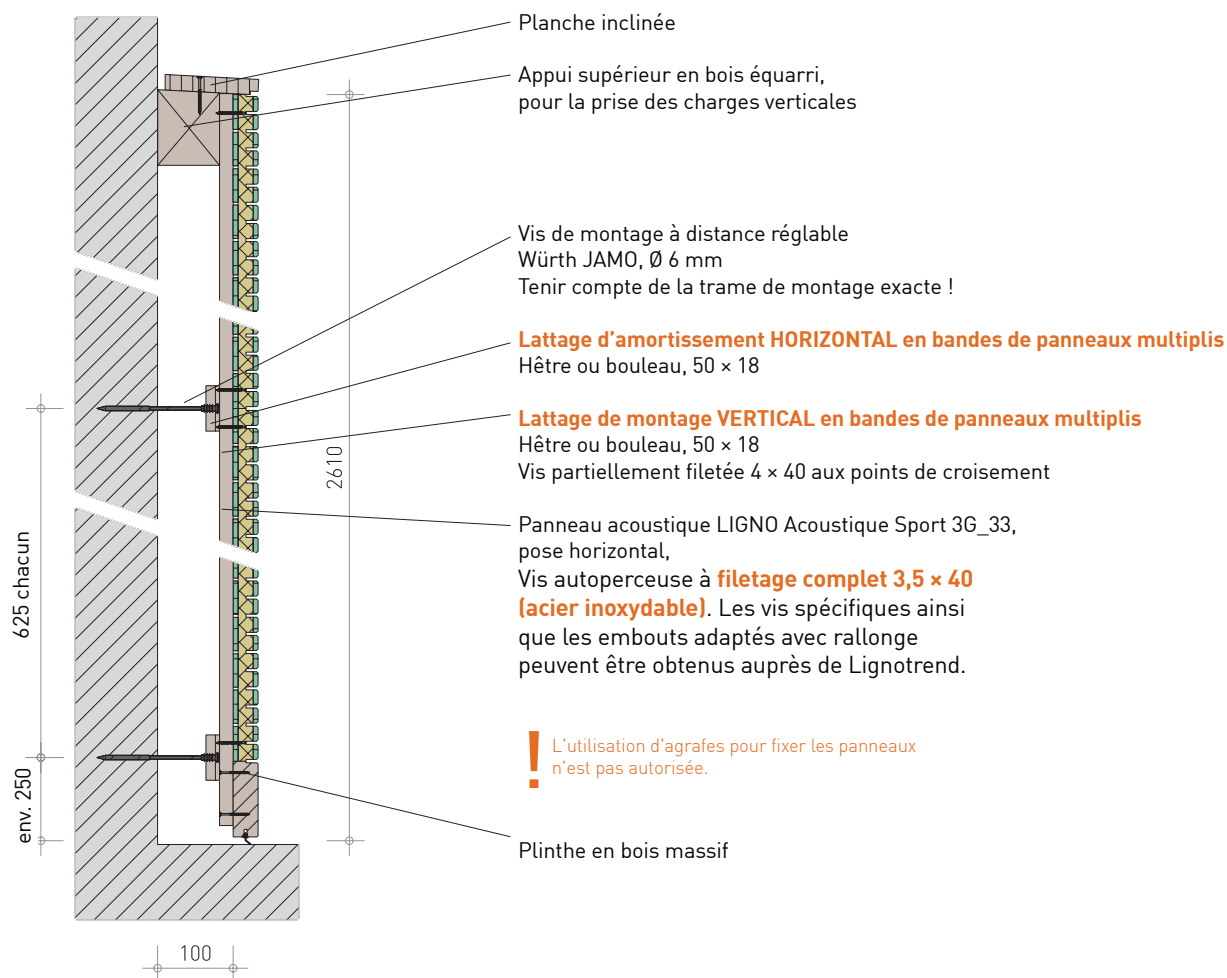 Planche inclinée
Appui supérieur en bois équarri,
pour la prise des charges verticales
Vis de montage à distance réglable
Würth JAMO, Ø 6 mm
Tenir compte de la trame de montage exacte !
Lattage d'amortissement HORIZONTAL en bandes de panneaux multiplis
Hêtre ou bouleau, 50 × 18
Lattage de montage VERTICAL en bandes de panneaux multiplis
Hêtre ou bouleau, 50 × 18
Vis partiellement filetée 4 × 40 aux points de croisement
Panneau acoustique LIGNO Acoustique Sport 3G_33,
pose horizontal,
Vis autoperceuse à filetage complet 3,5 × 40
(acier inoxydable). Les vis spécifiques ainsi
que les embouts adaptés avec rallonge
peuvent être obtenus auprès de Lignotrend.
! L'utilisation d'agrafes pour fixer les panneaux
n'est pas autorisée.
Plinthe en bois massif
2610
625 chacun
env. 250
100